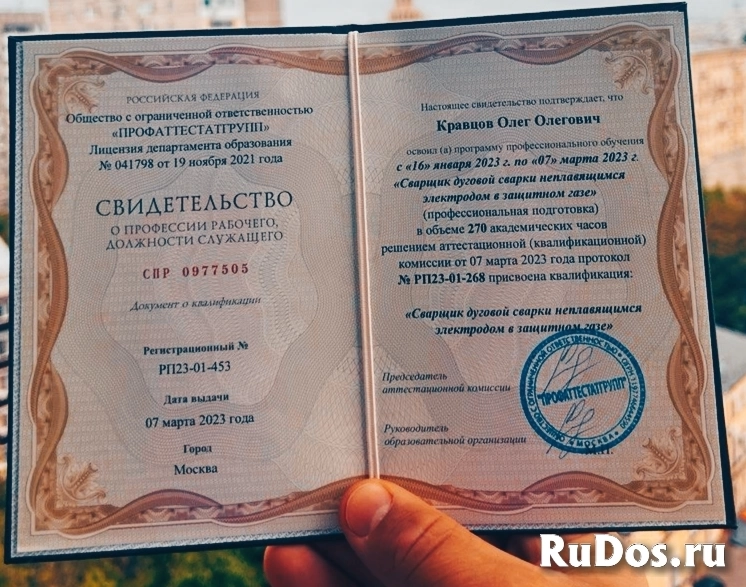 РОССИЙСКАЯ ФЕДЕРАЦИЯ
Общество с ограниченной ответственностью
«ПРОФАТТЕСТАТГРУПП»
Лицензия департамента образования
№ 041798 от 19 ноября 2021 года
СВИДЕТЕЛЬСТВО
О ПРОФЕССИИ РАБОЧЕГО,
ДОЛЖНОСТИ СЛУЖАЩЕГО
СПР 0977505
Документ о квалификации
Регистрационный №
РП23-01-453
Дата выдачи
07 марта 2023 года
Город
Москва
Настоящее свидетельство подтверждает, что
Кравцов Олег Олегович
освоил (а) программу профессионального обучения
с «16» января 2023 г. по «07» марта 2023 г.
«Сварщик дуговой сварки неплавящимся
электродом в защитном газе»
(профессиональная подготовка)
в объеме 270 академических часов
решением аттестационной (квалификационной)
комиссии от 07 марта 2023 года протокол
№ РП23-01-268 присвоена квалификация:
«Сварщик дуговой сварки неплавящимся
электродом в защитном газе»
Председатель
аттестационной комиссии
Руководитель
образовательной организации
М.П.
ОБЩЕСТВО С ОГРАНИЧЕННОЙ ОТВЕТСТВЕННОСТЬЮ
"ПРОФАТТЕСТАТГРУПП"
МОСКВА
RuDos.ru